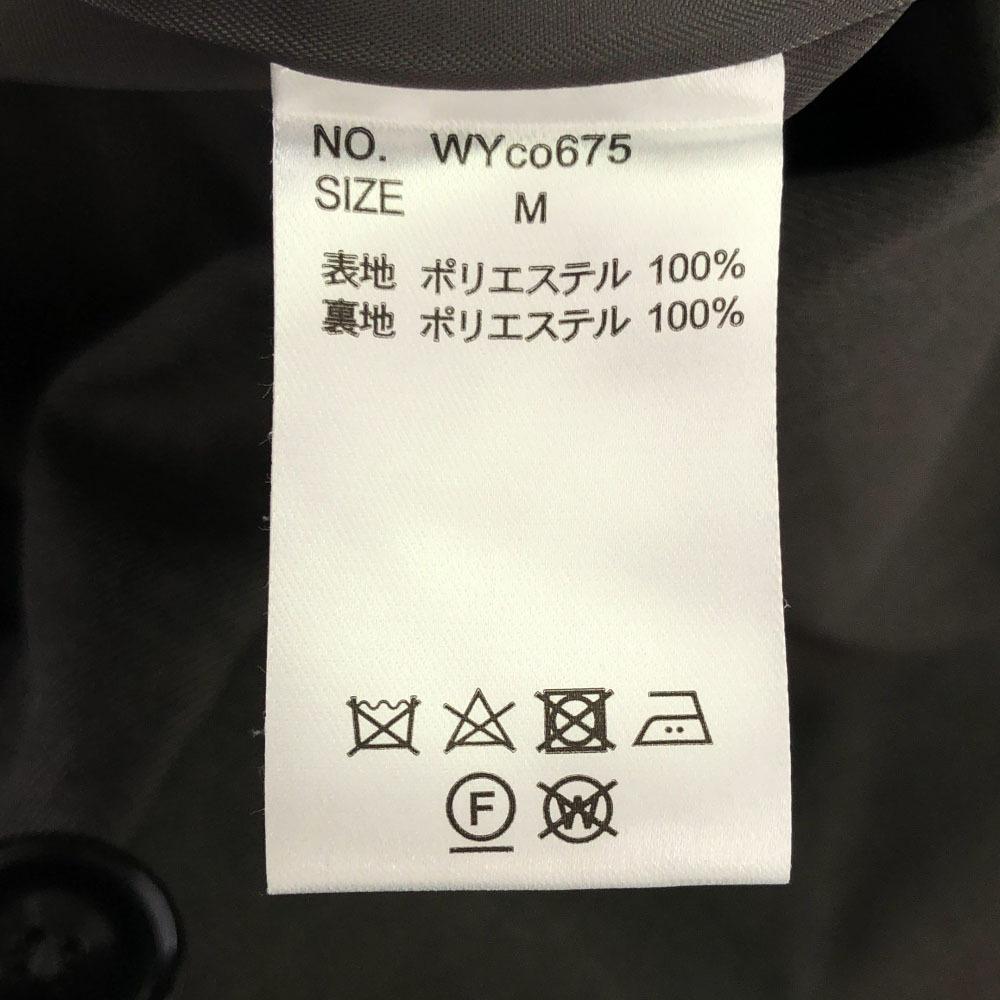 NO. WYco675
SIZE M
表地 ポリエステル 100%
裏地 ポリエステル 100%
F W